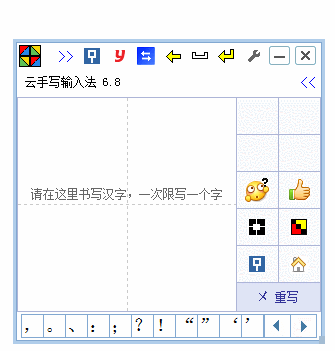 云手写输入法 6.8
请在这里书写汉字，一次限写一个字
重写
， 。 、 ： ； ？ ！ “ ” ‘ ’